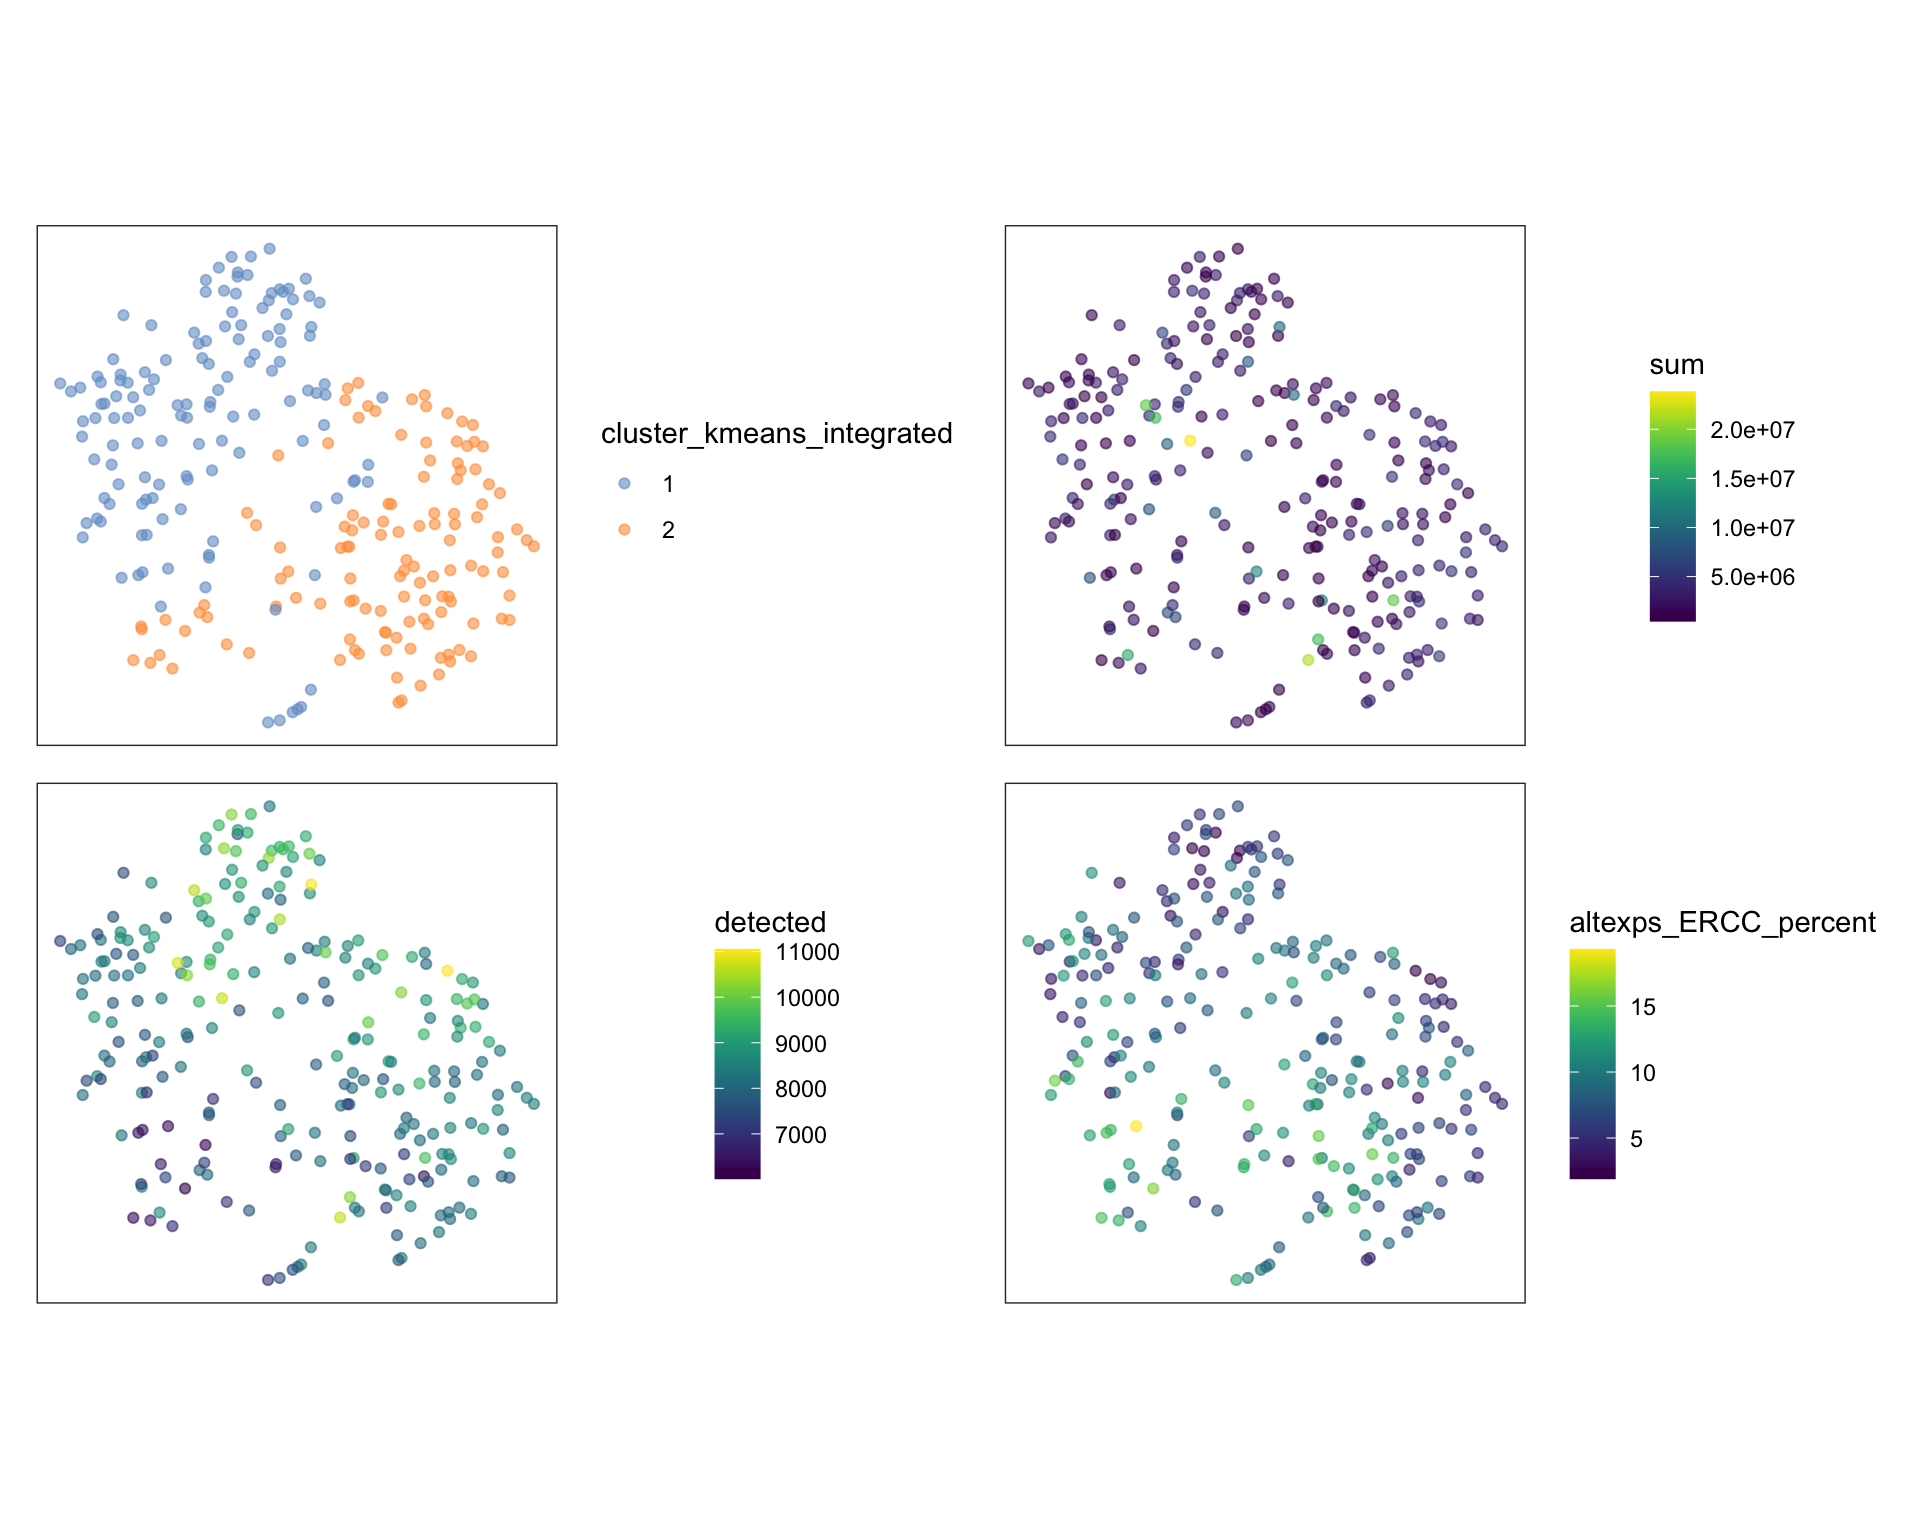 cluster_kmeans_integrated
1
2
sum
2.0e+07
1.5e+07
1.0e+07
5.0e+06
detected
11000
10000
9000
8000
7000
altexps_ERCC_percent
15
10
5